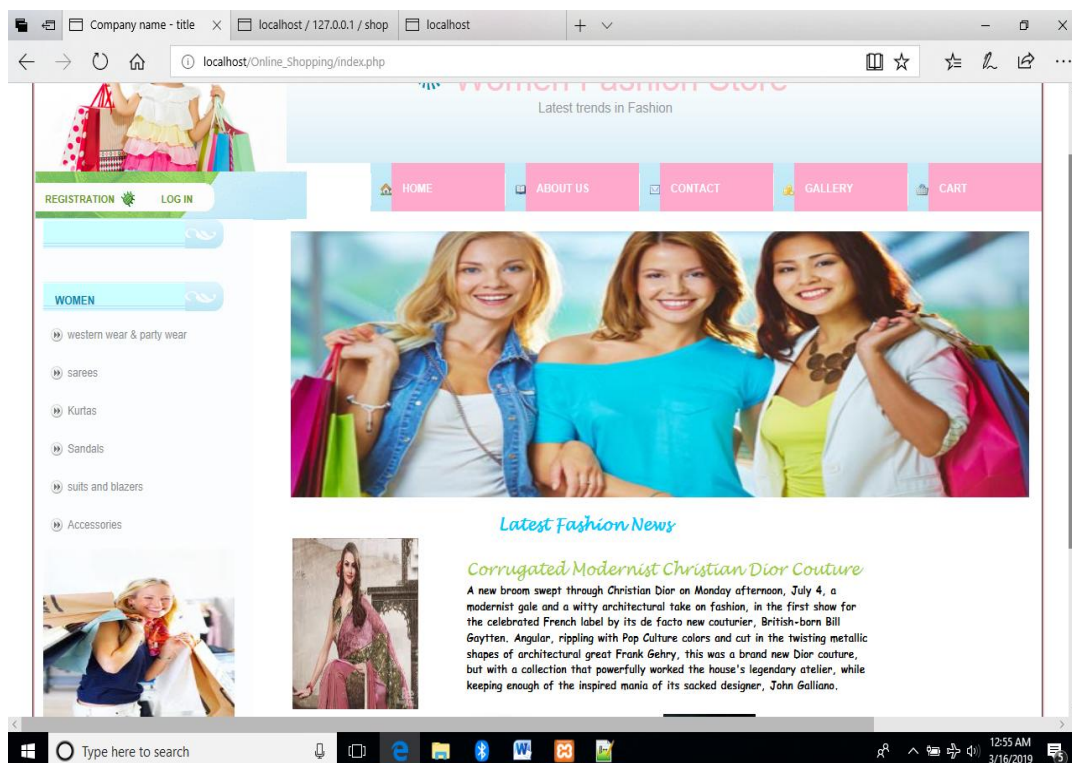 Company name - title
localhost / 127.0.0.1 / shop
localhost
localhost/Online_Shopping/index.php
Women Fashion Store
Latest trends in Fashion
REGISTRATION
LOG IN
HOME
ABOUT US
CONTACT
GALLERY
CART
WOMEN
western wear & party wear
sarees
Kurtas
Sandals
suits and blazers
Accessories
Latest Fashion News
Corrugated Modernist Christian Dior Couture
A new broom swept through Christian Dior on Monday afternoon, July 4, a
modernist gale and a witty architectural take on fashion, in the first show for
the celebrated French label by its de facto new couturier, British-born Bill
Gaytten. Angular, rippling with Pop Culture colors and cut in the twisting metallic
shapes of architectural great Frank Gehry, this was a brand new Dior couture,
but with a collection that powerfully worked the house's legendary atelier, while
keeping enough of the inspired mania of its sacked designer, John Galliano.
Type here to search
12:55 AM
3/16/2019
5